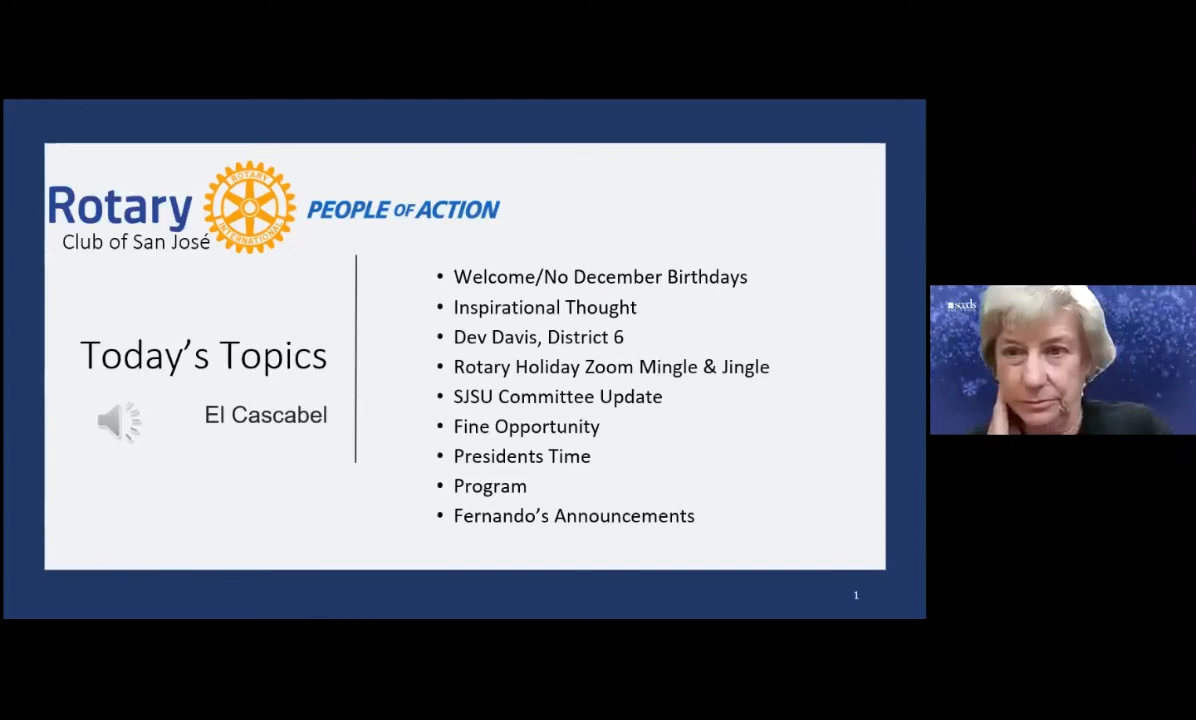 Rotary
Club of San José
ROTARY
INTERNATIONAL
PEOPLE OF ACTION
Today's Topics
El Cascabel
• Welcome/No December Birthdays
• Inspirational Thought
• Dev Davis, District 6
• Rotary Holiday Zoom Mingle & Jingle
• SJSU Committee Update
• Fine Opportunity
• Presidents Time
• Program
• Fernando's Announcements
1